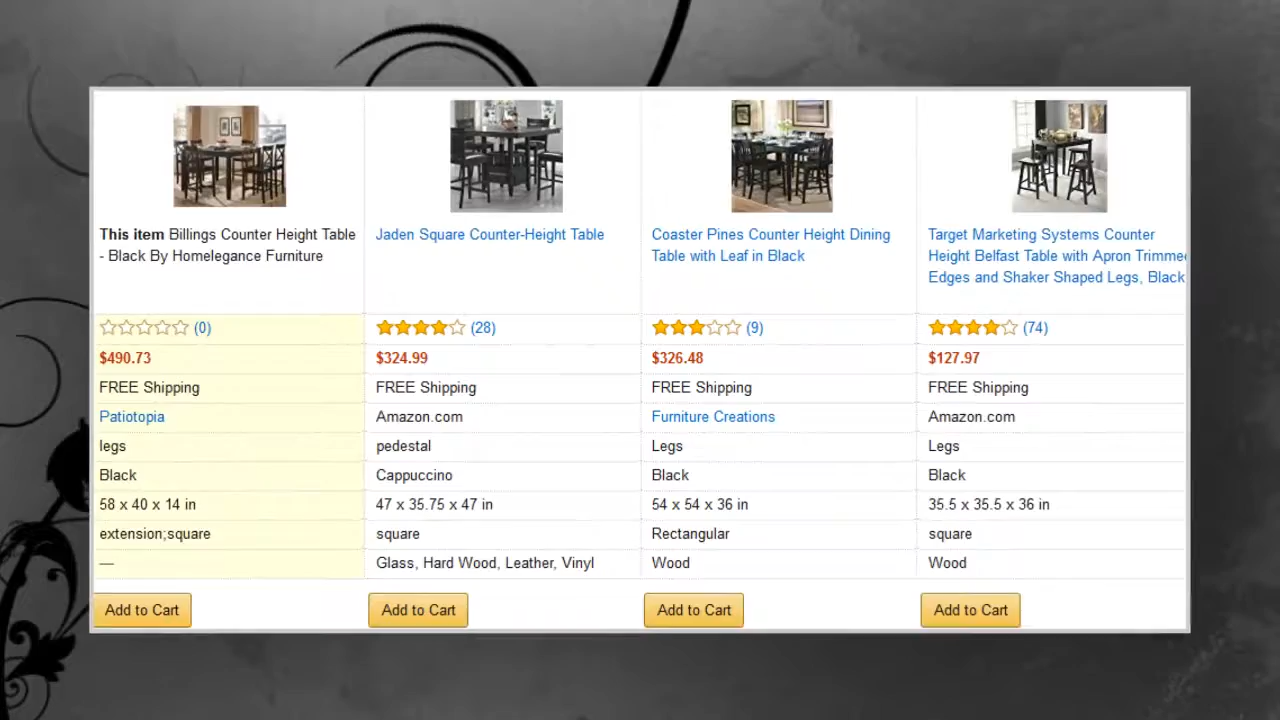 This item Billings Counter Height Table
- Black By Homelegance Furniture
Jaden Square Counter-Height Table
Coaster Pines Counter Height Dining
Table with Leaf in Black
Target Marketing Systems Counter
Height Belfast Table with Apron Trimmed
Edges and Shaker Shaped Legs, Black
(0)
(28)
(9)
(74)
$490.73
$324.99
$326.48
$127.97
FREE Shipping
FREE Shipping
FREE Shipping
FREE Shipping
Patiotopia
Amazon.com
Furniture Creations
Amazon.com
legs
pedestal
Legs
Legs
Black
Cappuccino
Black
Black
58 x 40 x 14 in
47 x 35.75 x 47 in
54 x 54 x 36 in
35.5 x 35.5 x 36 in
extension;square
square
Rectangular
square
—
Glass, Hard Wood, Leather, Vinyl
Wood
Wood
Add to Cart
Add to Cart
Add to Cart
Add to Cart